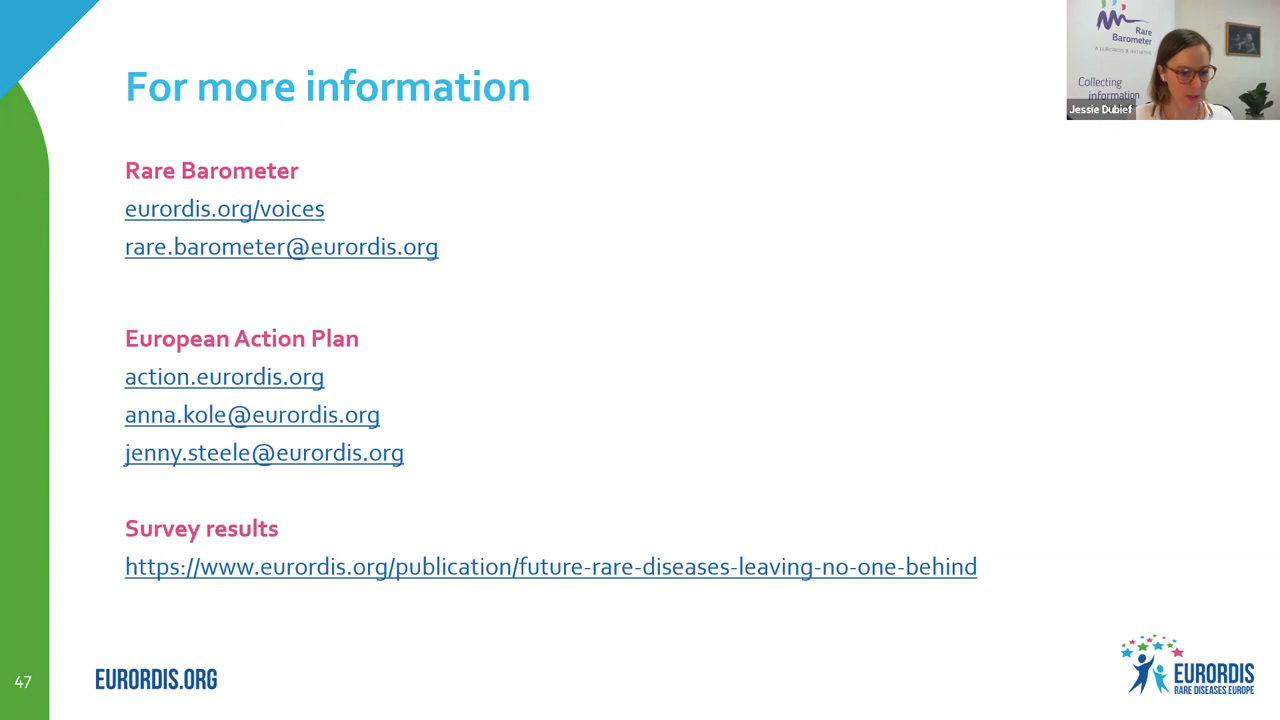 For more information
Rare Barometer
eurordis.org/voices
rare.barometer@eurordis.org
European Action Plan
action.eurordis.org
anna.kole@eurordis.org
jenny.steele@eurordis.org
Survey results
https://www.eurordis.org/publication/future-rare-diseases-leaving-no-one-behind
47
EURORDIS.ORG
EURORDIS
RARE DISEASES EUROPE
Rare
Barometer
A EURORDIS INITIATIVE
Collecting
information
Jessie Dubief